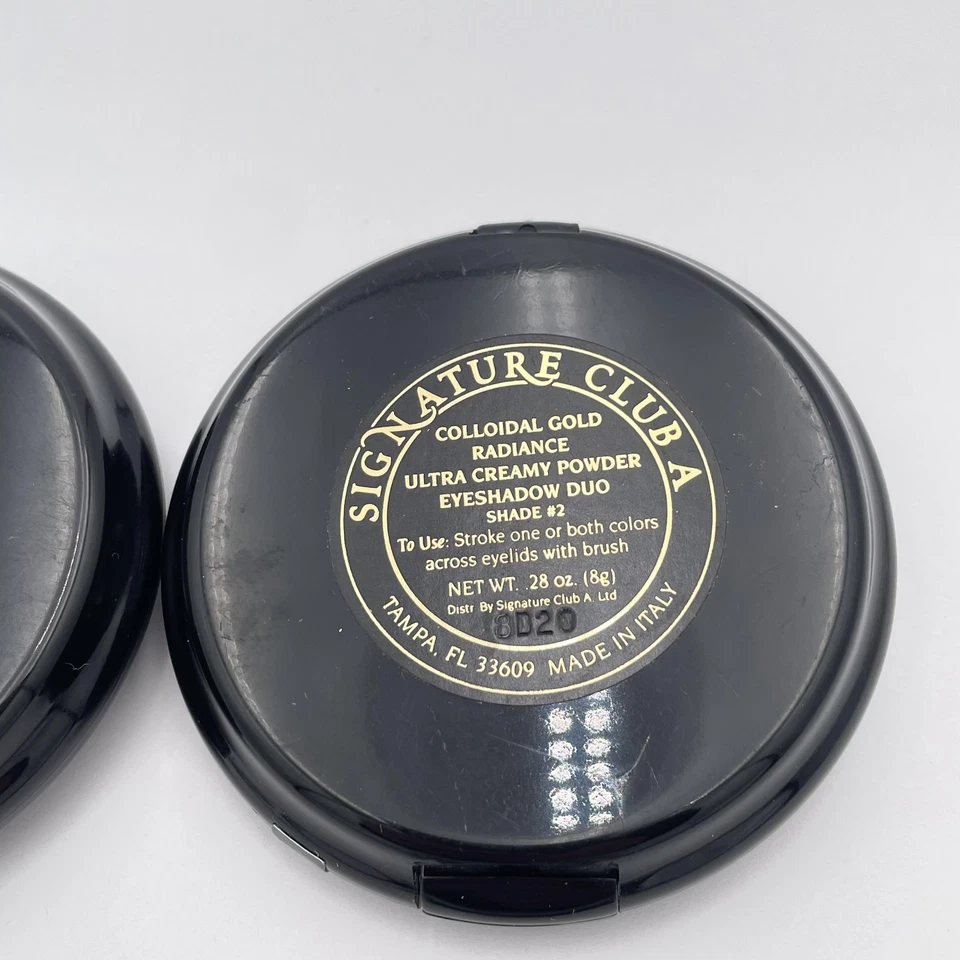 SIGNATURE CLUB A
COLLOIDAL GOLD
RADIANCE
ULTRA CREAMY POWDER
EYESHADOW DUO
SHADE #2
To Use: Stroke one or both colors
across eyelids with brush
NET WT. .28 oz. (8g)
Distr By Signature Club A. Ltd
8D20
TAMPA, FL 33609 MADE IN ITALY